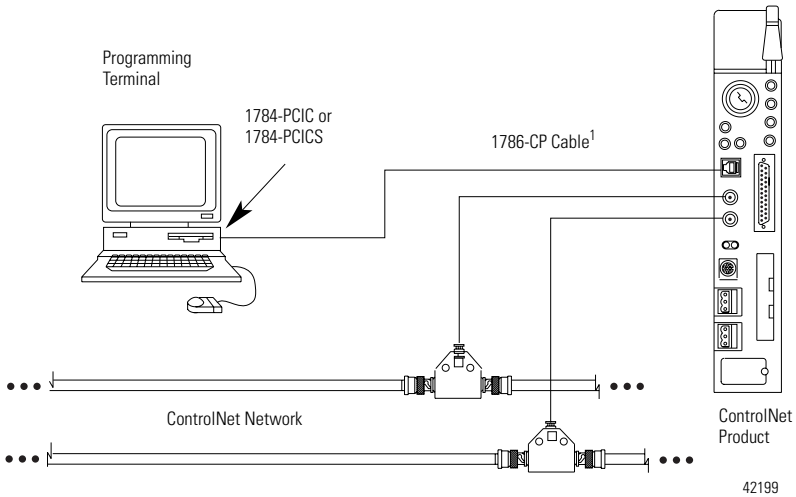 Programming
Terminal
1784-PCIC or
1784-PCICS
1786-CP Cable¹
ControlNet Network
ControlNet
Product
42199